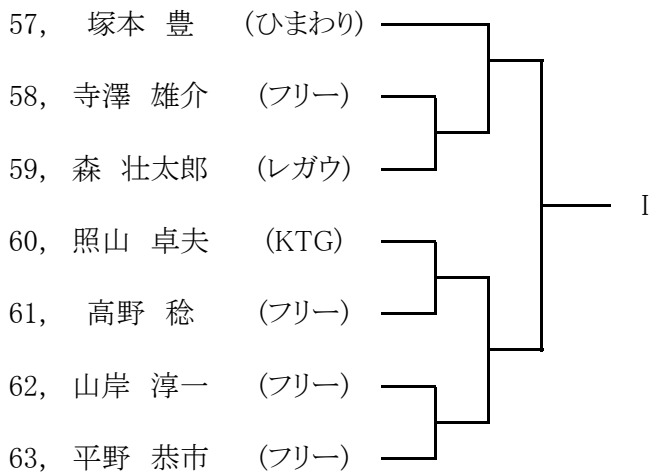 57, 塚本 豊 (ひまわり)
58, 寺澤 雄介 (フリー)
59, 森 壮太郎 (レガウ)
I
60, 照山 卓夫 (KTG)
61, 高野 稔 (フリー)
62, 山岸 淳一 (フリー)
63, 平野 恭市 (フリー)